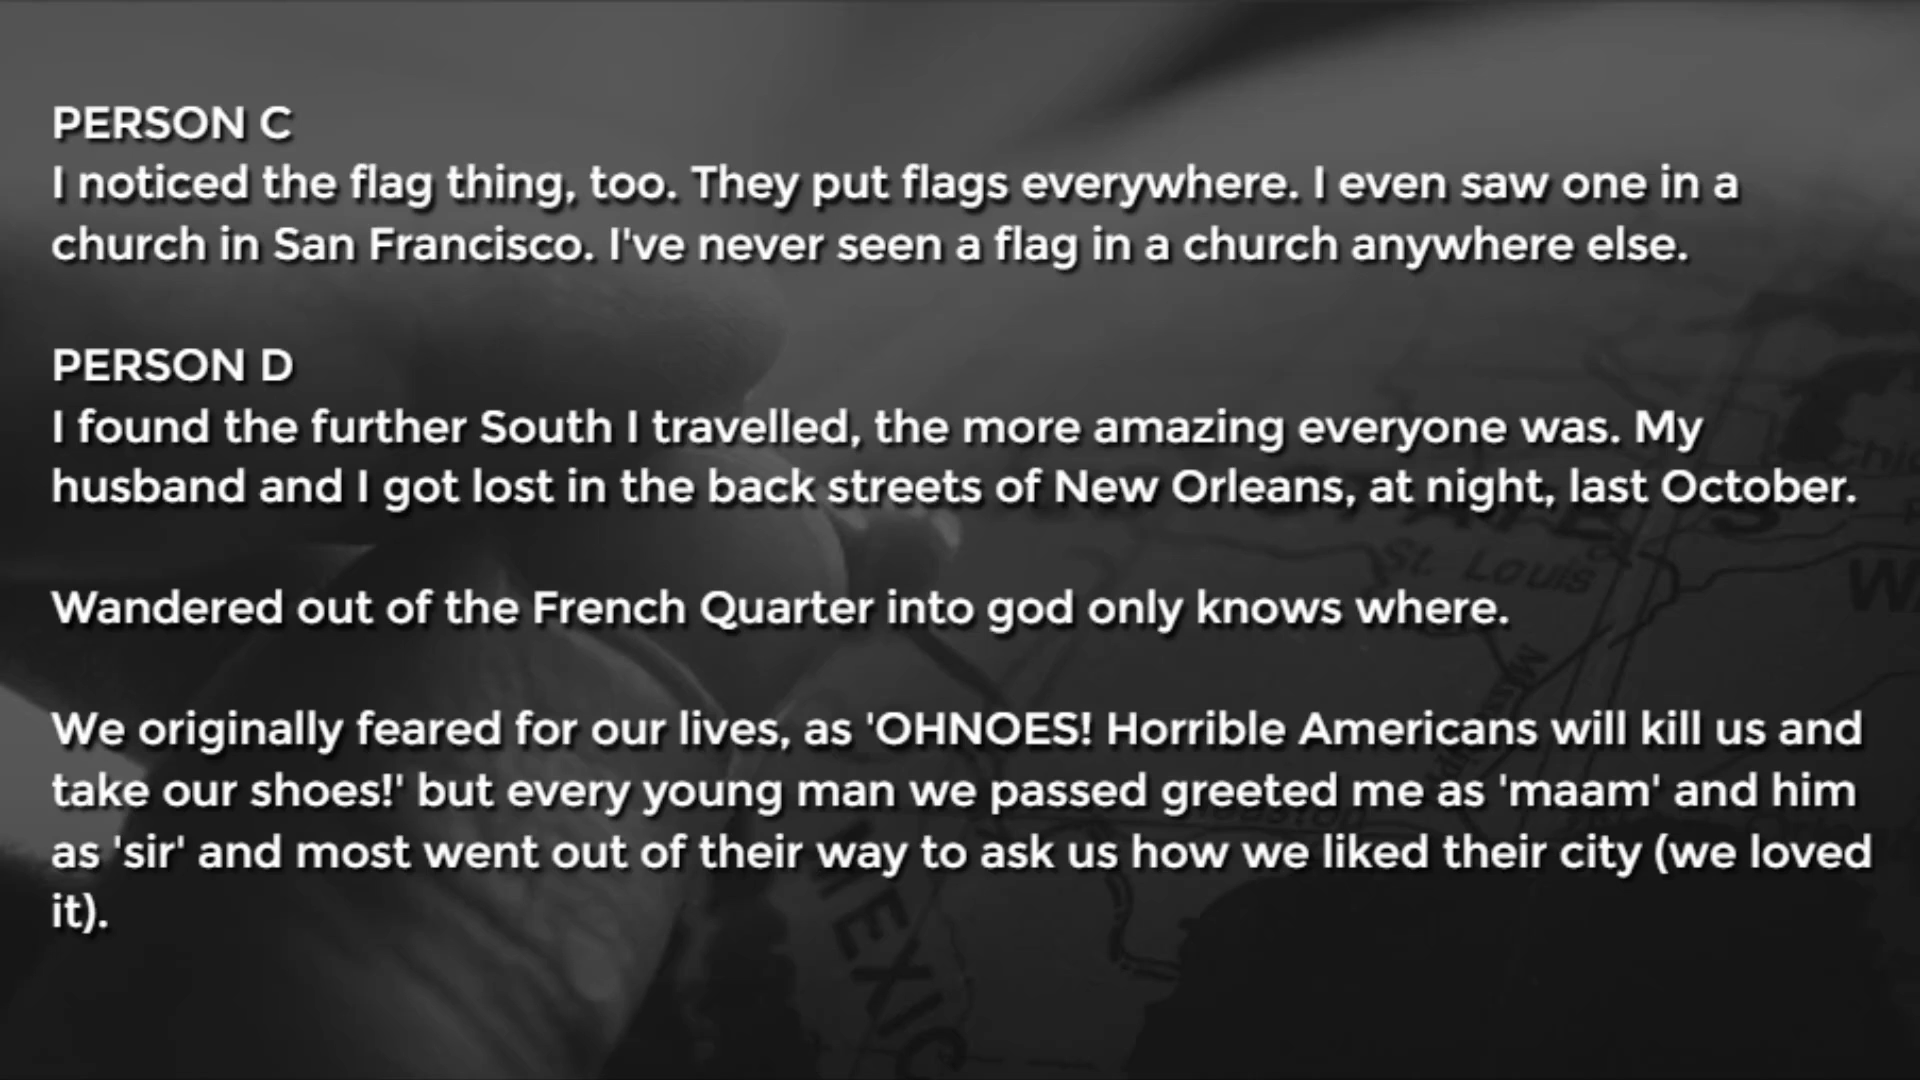 PERSON C
I noticed the flag thing, too. They put flags everywhere. I even saw one in a
church in San Francisco. I've never seen a flag in a church anywhere else.
PERSON D
I found the further South I travelled, the more amazing everyone was. My
husband and I got lost in the back streets of New Orleans, at night, last October.
St. Louis
Wandered out of the French Quarter into god only knows where.
We originally feared for our lives, as 'OHNOES! Horrible Americans will kill us and
take our shoes!' but every young man we passed greeted me as 'maam' and him
as 'sir' and most went out of their way to ask us how we liked their city (we loved
it).
MEXIC